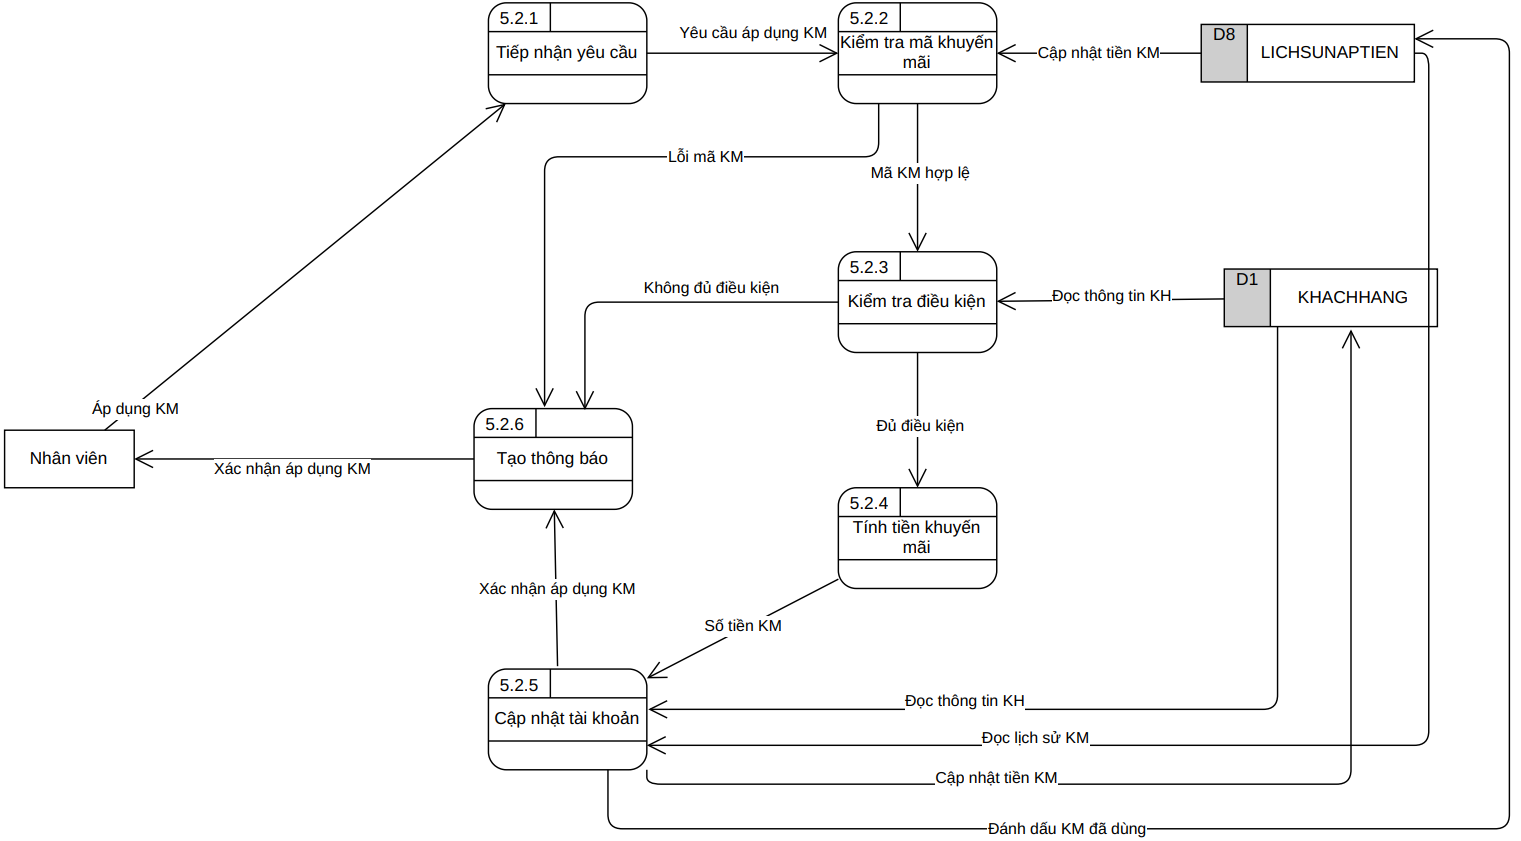 5.2.1
Tiếp nhận yêu cầu
Yêu cầu áp dụng KM
5.2.2
Kiểm tra mã khuyến
mãi
Cập nhật tiền KM
D8
LICHSUNAPTIEN
Lỗi mã KM
Mã KM hợp lệ
Không đủ điều kiện
5.2.3
Kiểm tra điều kiện
Đọc thông tin KH
D1
KHACHHANG
Áp dụng KM
Nhân viên
Xác nhận áp dụng KM
5.2.6
Tạo thông báo
Đủ điều kiện
5.2.4
Tính tiền khuyến
mãi
Xác nhận áp dụng KM
Số tiền KM
5.2.5
Cập nhật tài khoản
Đọc thông tin KH
Đọc lịch sử KM
Cập nhật tiền KM
Đánh dấu KM đã dùng